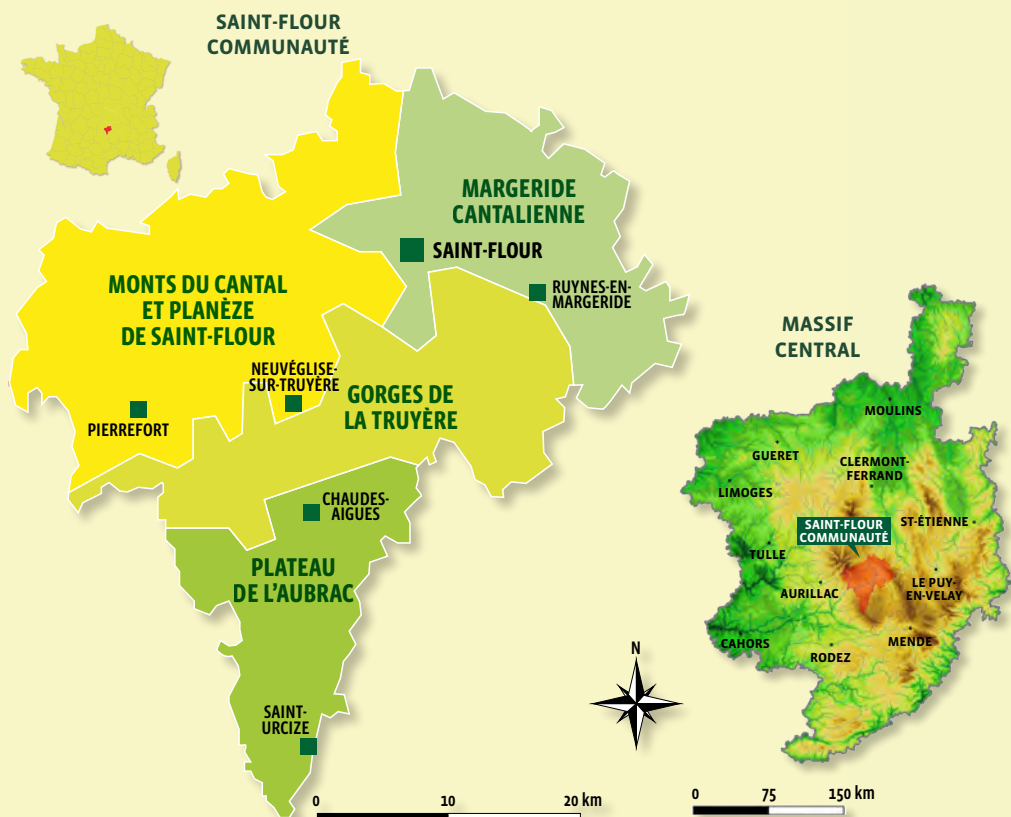 SAINT-FLOUR
COMMUNAUTÉ
MARGERIDE
CANTALIENNE
SAINT-FLOUR
RUYNES-EN-
MARGERIDE
MONTS DU CANTAL
ET PLANÈZE
DE SAINT-FLOUR
NEUVÉGLISE-
SUR-TRUYÈRE
PIERREFORT
GORGES DE
LA TRUYÈRE
CHAUDES-
AIGUES
PLATEAU
DE L'AUBRAC
SAINT-
URCIZE
0 10 20 km
N
MASSIF
CENTRAL
MOULINS
GUERET
CLERMONT-
FERRAND
LIMOGES
ST-ÉTIENNE
SAINT-FLOUR
COMMUNAUTÉ
TULLE
AURILLAC
LE PUY-
EN-VELAY
CAHORS
RODEZ
MENDE
0 75 150 km